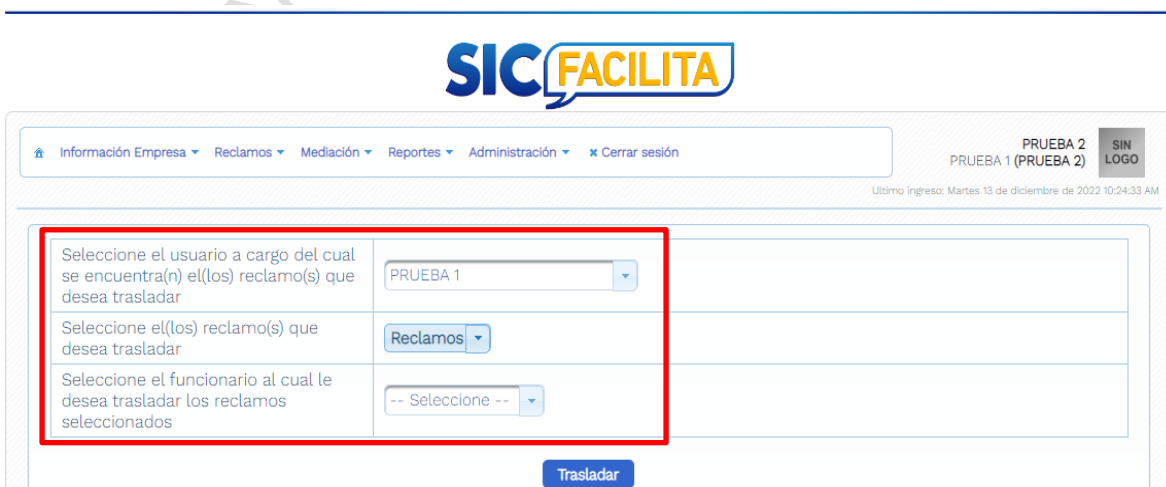 SIC FACILITA
Información Empresa Reclamos Mediación Reportes Administración × Cerrar sesión
PRUEBA 2
PRUEBA 1 (PRUEBA 2)
SIN
LOGO
Ultimo ingreso: Martes 13 de diciembre de 2022 10:24:33 AM
Seleccione el usuario a cargo del cual
se encuentra(n) el(los) reclamo(s) que
desea trasladar
PRUEBA 1
Seleccione el(los) reclamo(s) que
desea trasladar
Reclamos
Seleccione el funcionario al cual le
desea trasladar los reclamos
seleccionados
-- Seleccione --
Trasladar